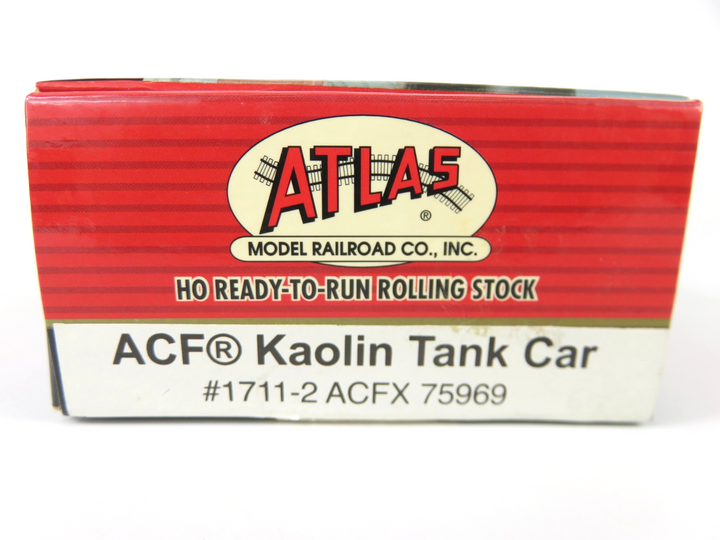 ATLAS®
MODEL RAILROAD CO., INC.
HO READY-TO-RUN ROLLING STOCK
ACF® Kaolin Tank Car
#1711-2 ACFX 75969